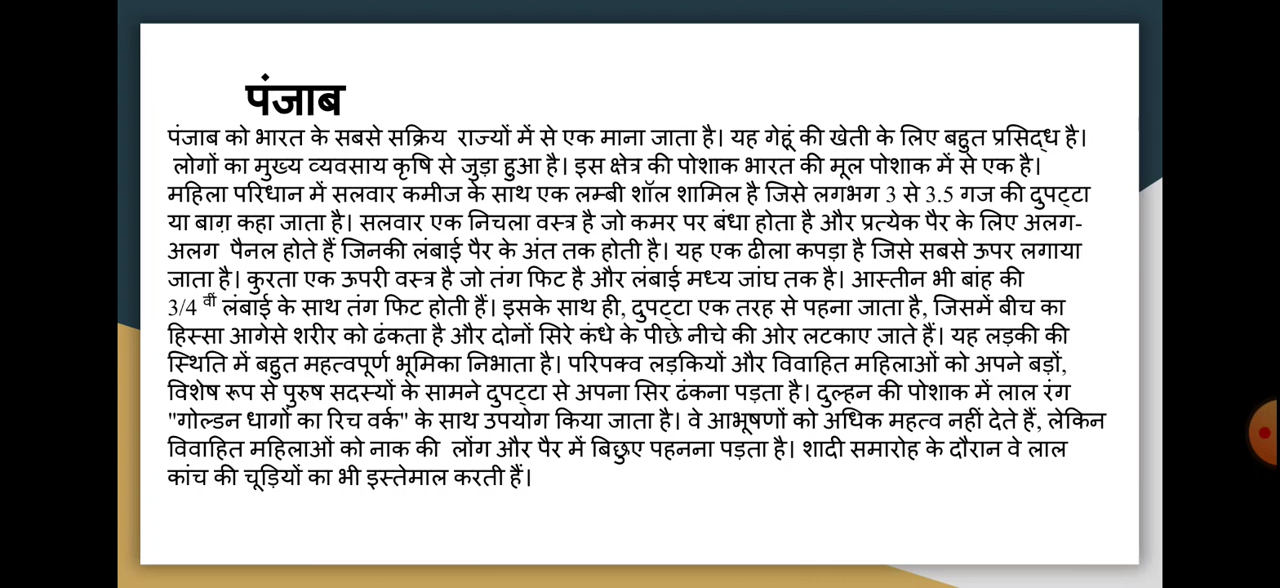 पंजाब
पंजाब को भारत के सबसे सक्रिय राज्यों में से एक माना जाता है। यह गेहूं की खेती के लिए बहुत प्रसिद्ध है।
लोगों का मुख्य व्यवसाय कृषि से जुड़ा हुआ है। इस क्षेत्र की पोशाक भारत की मूल पोशाक में से एक है।
महिला परिधान में सलवार कमीज के साथ एक लम्बी शॉल शामिल है जिसे लगभग 3 से 3.5 गज की दुपट्टा
या बाग़ कहा जाता है। सलवार एक निचला वस्त्र है जो कमर पर बंधा होता है और प्रत्येक पैर के लिए अलग-
अलग पैनल होते हैं जिनकी लंबाई पैर के अंत तक होती है। यह एक ढीला कपड़ा है जिसे सबसे ऊपर लगाया
जाता है। कुरता एक ऊपरी वस्त्र है जो तंग फिट है और लंबाई मध्य जांघ तक है। आस्तीन भी बांह की
3/4 वीं लंबाई के साथ तंग फिट होती हैं। इसके साथ ही, दुपट्टा एक तरह से पहना जाता है, जिसमें बीच का
हिस्सा आगेसे शरीर को ढंकता है और दोनों सिरे कंधे के पीछे नीचे की ओर लटकाए जाते हैं। यह लड़की की
स्थिति में बहुत महत्वपूर्ण भूमिका निभाता है। परिपक्व लड़कियों और विवाहित महिलाओं को अपने बड़ों,
विशेष रूप से पुरुष सदस्यों के सामने दुपट्टा से अपना सिर ढंकना पड़ता है। दुल्हन की पोशाक में लाल रंग
"गोल्डन धागों का रिच वर्क" के साथ उपयोग किया जाता है। वे आभूषणों को अधिक महत्व नहीं देते हैं, लेकिन
विवाहित महिलाओं को नाक की लोंग और पैर में बिछुए पहनना पड़ता है। शादी समारोह के दौरान वे लाल
कांच की चूड़ियों का भी इस्तेमाल करती हैं।